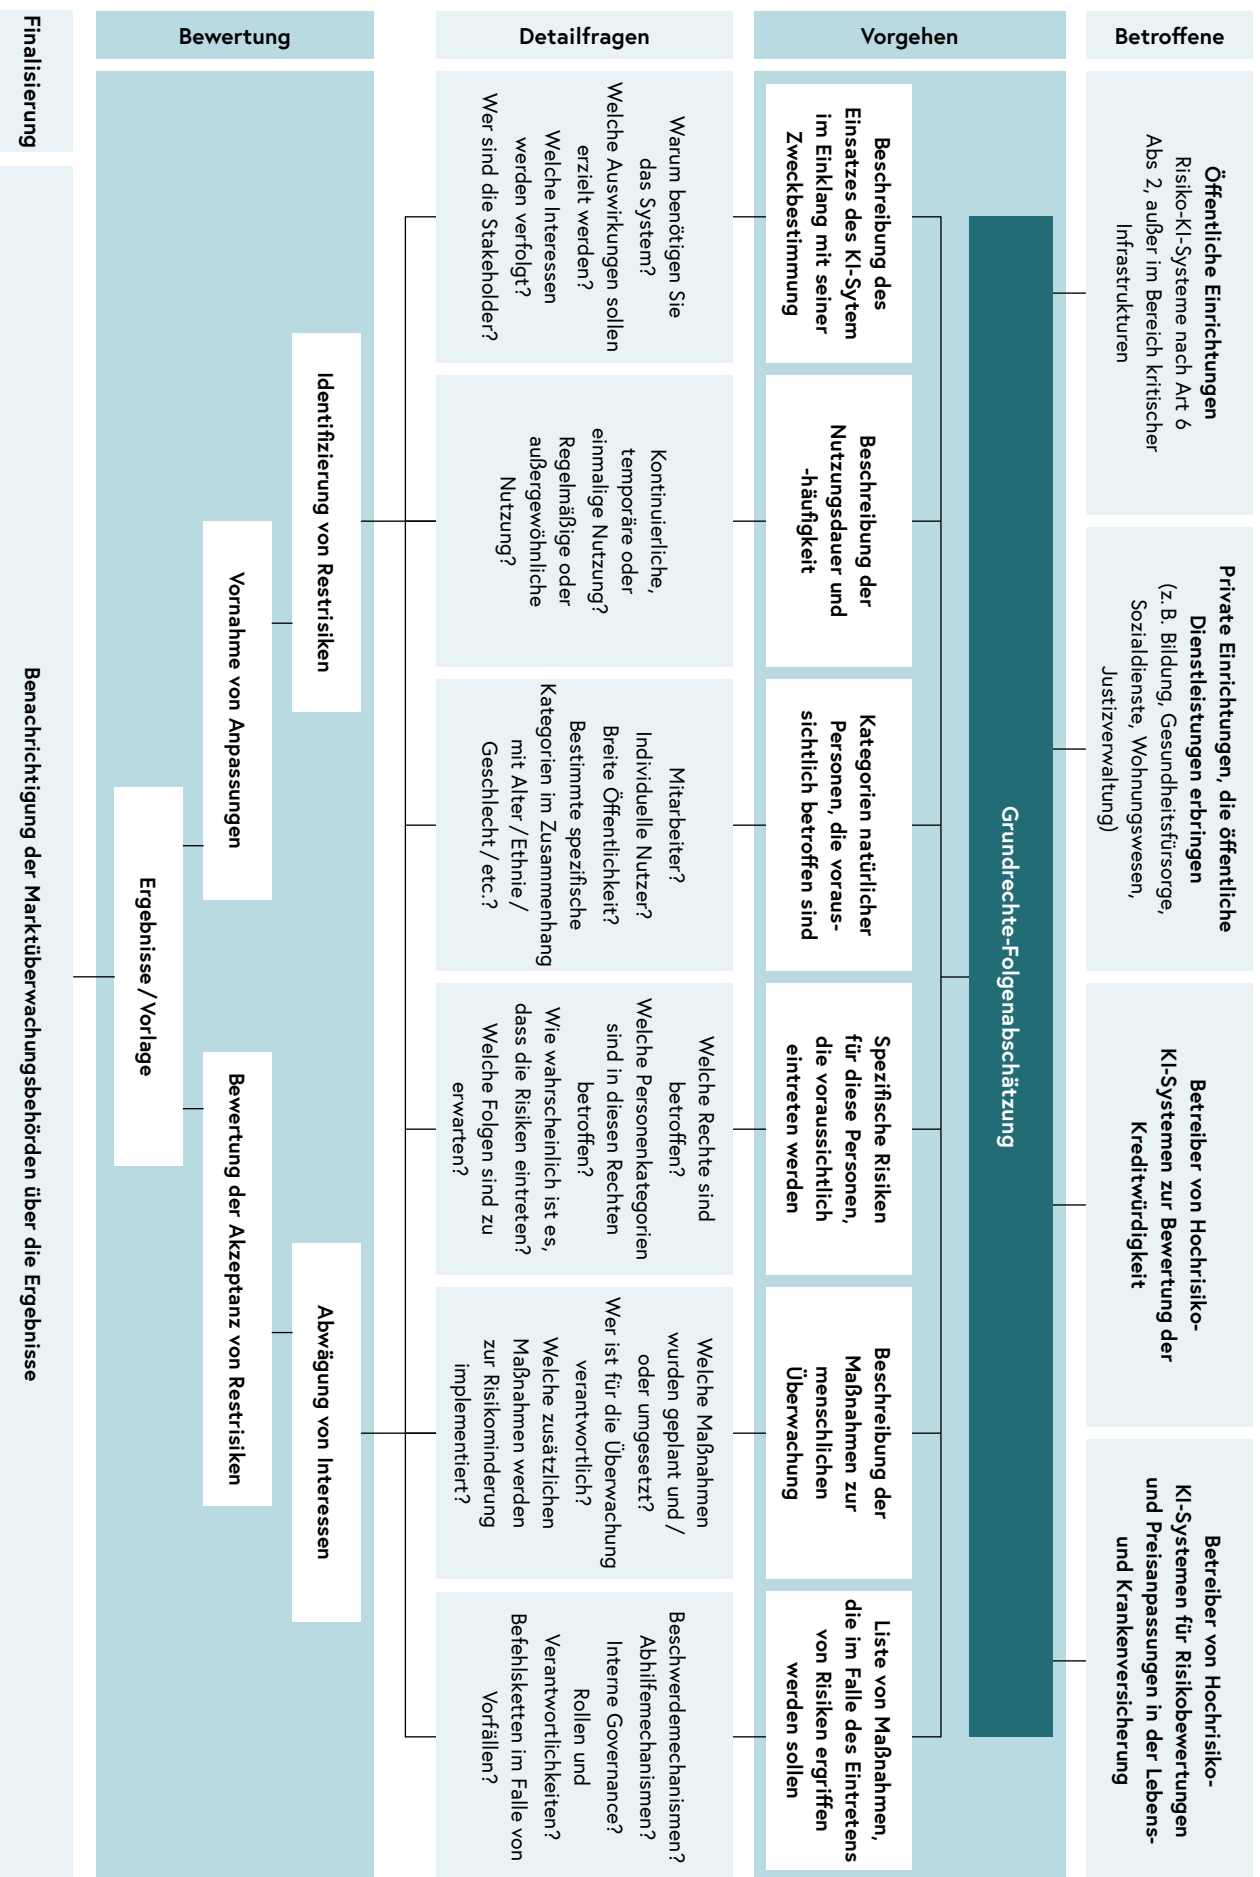 Betroffene
Öffentliche Einrichtungen
Risiko-KI-Systeme nach Art 6
Abs 2, außer im Bereich kritischer
Infrastrukturen
Private Einrichtungen, die öffentliche
Dienstleistungen erbringen
(z. B. Bildung, Gesundheitsfürsorge,
Sozialdienste, Wohnungswesen,
Justizverwaltung)
Betreiber von Hochrisiko-
KI-Systemen zur Bewertung der
Kreditwürdigkeit
Betreiber von Hochrisiko-
KI-Systemen für Risikobewertungen
und Preisanpassungen in der Lebens-
und Krankenversicherung
Vorgehen
Grundrechte-Folgenabschätzung
Beschreibung des
Einsatzes des KI-Sytem
im Einklang mit seiner
Zweckbestimmung
Beschreibung der
Nutzungsdauer und
-häufigkeit
Kategorien natürlicher
Personen, die voraus-
sichtlich betroffen sind
Spezifische Risiken
für diese Personen,
die voraussichtlich
eintreten werden
Beschreibung der
Maßnahmen zur
menschlichen
Überwachung
Liste von Maßnahmen,
die im Falle des Eintretens
von Risiken ergriffen
werden sollen
Detailfragen
Warum benötigen Sie
das System?
Welche Auswirkungen sollen
erzielt werden?
Welche Interessen
werden verfolgt?
Wer sind die Stakeholder?
Kontinuierliche,
temporäre oder
einmalige Nutzung?
Regelmäßige oder
außergewöhnliche
Nutzung?
Mitarbeiter?
Individuelle Nutzer?
Breite Öffentlichkeit?
Bestimmte spezifische
Kategorien im Zusammenhang
mit Alter / Ethnie /
Geschlecht / etc.?
Welche Rechte sind
betroffen?
Welche Personenkategorien
sind in diesen Rechten
betroffen?
Wie wahrscheinlich ist es,
dass die Risiken eintreten?
Welche Folgen sind zu
erwarten?
Welche Maßnahmen
wurden geplant und /
oder umgesetzt?
Wer ist für die Überwachung
verantwortlich?
Welche zusätzlichen
Maßnahmen werden
zur Risikominderung
implementiert?
Beschwerdemechanismen?
Abhilfemechanismen?
Interne Governance?
Rollen und
Verantwortlichkeiten?
Befehlsketten im Falle von
Vorfällen?
Bewertung
Identifizierung von Restrisiken
Abwägung von Interessen
Vornahme von Anpassungen
Bewertung der Akzeptanz von Restrisiken
Ergebnisse / Vorlage
Finalisierung
Benachrichtigung der Marktüberwachungsbehörden über die Ergebnisse